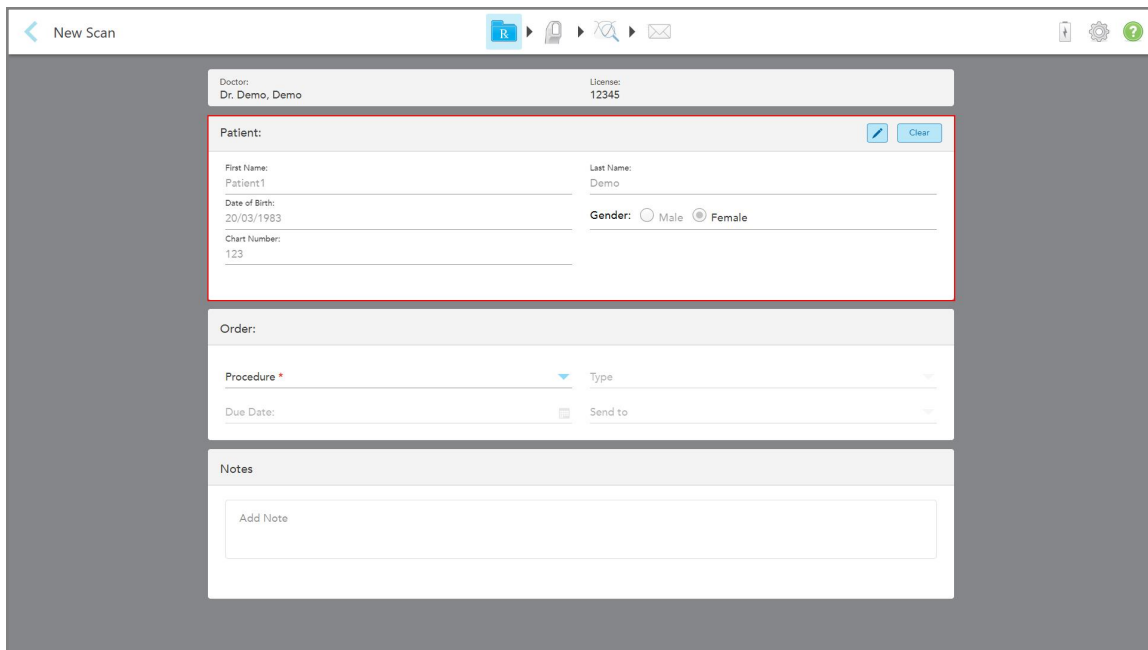 New Scan
R
?
Doctor:
Dr. Demo, Demo
License:
12345
Patient:
Clear
First Name:
Patient1
Last Name:
Demo
Date of Birth:
20/03/1983
Gender: Male Female
Chart Number:
123
Order:
Procedure *
Type
Due Date:
Send to
Notes
Add Note